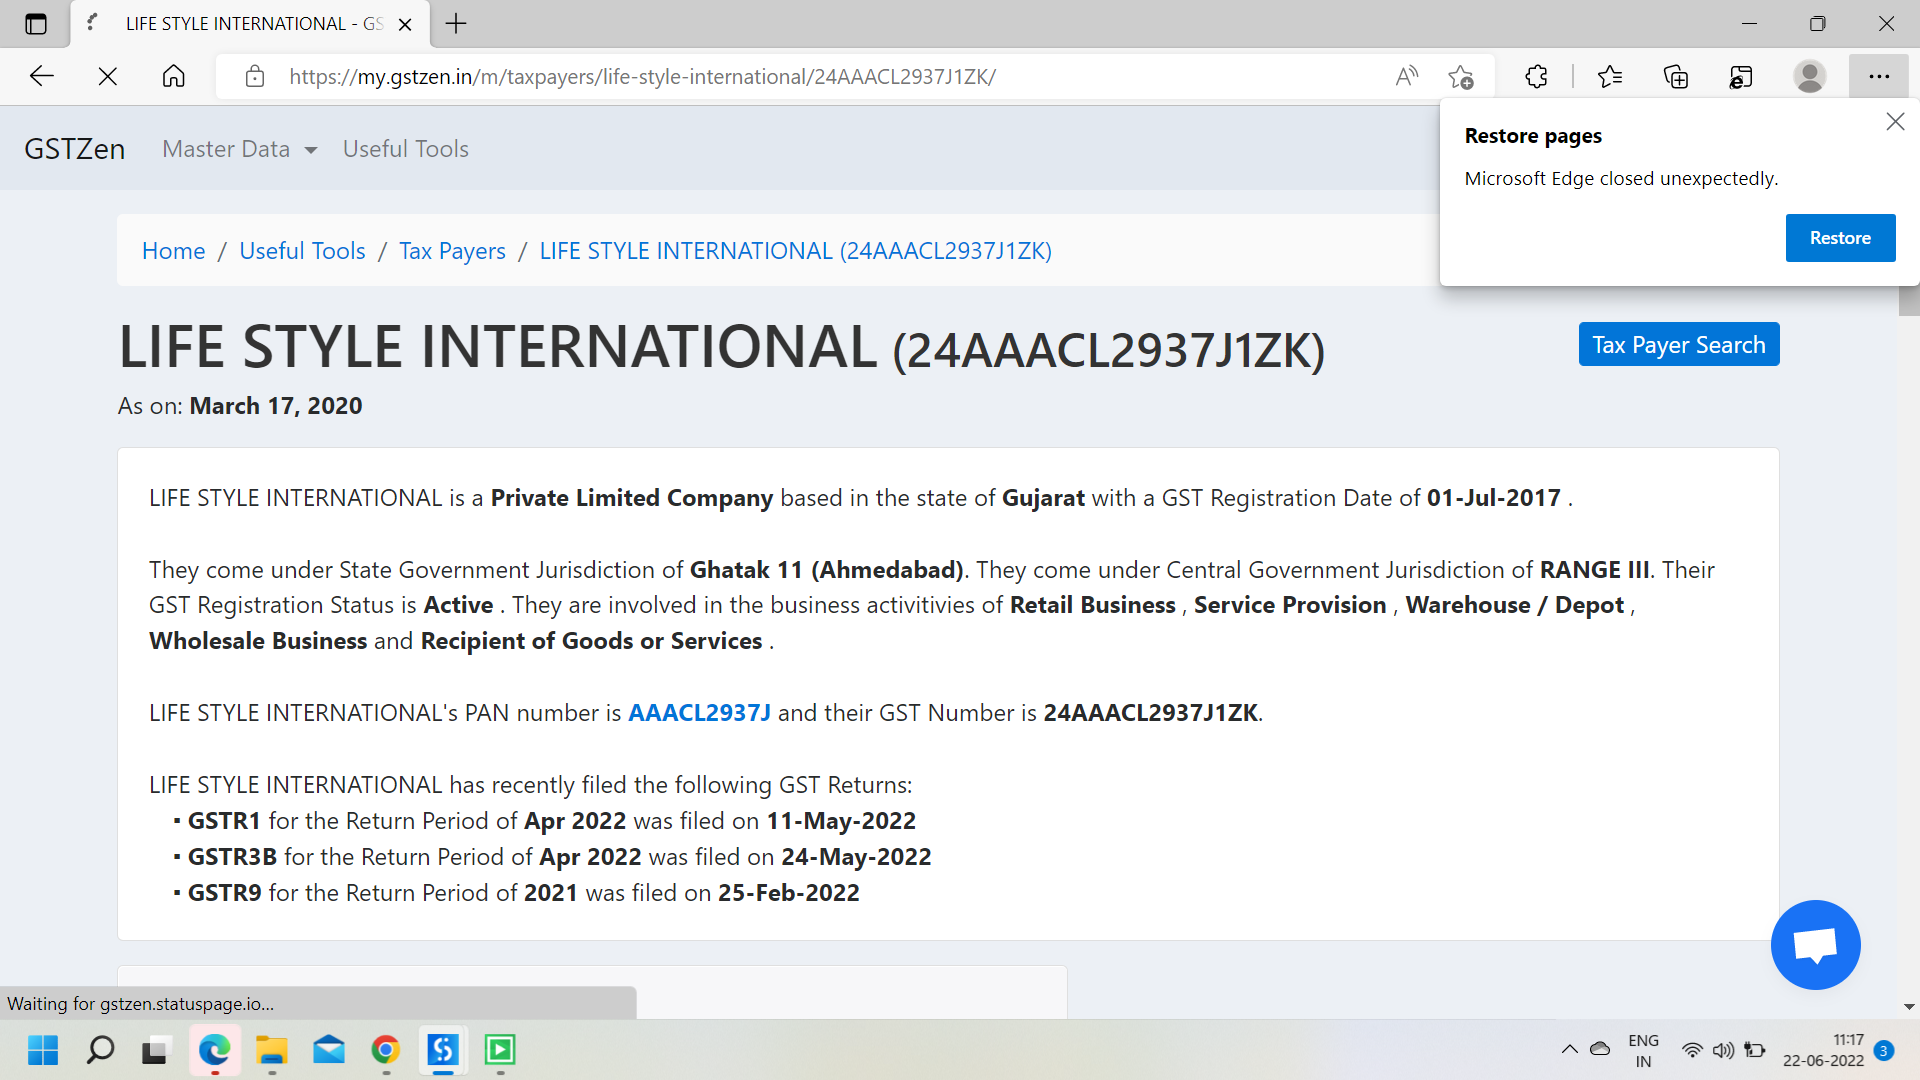 LIFE STYLE INTERNATIONAL - GS
https://my.gstzen.in/m/taxpayers/life-style-international/24AAACL2937J1ZK/
GSTZen Master Data Useful Tools
Restore pages
Microsoft Edge closed unexpectedly.
Restore
Home / Useful Tools / Tax Payers / LIFE STYLE INTERNATIONAL (24AAACL2937J1ZK)
LIFE STYLE INTERNATIONAL (24AAACL2937J1ZK)
Tax Payer Search
As on: March 17, 2020
LIFE STYLE INTERNATIONAL is a Private Limited Company based in the state of Gujarat with a GST Registration Date of 01-Jul-2017 .
They come under State Government Jurisdiction of Ghatak 11 (Ahmedabad). They come under Central Government Jurisdiction of RANGE III. Their
GST Registration Status is Active . They are involved in the business activitivies of Retail Business , Service Provision , Warehouse / Depot ,
Wholesale Business and Recipient of Goods or Services .
LIFE STYLE INTERNATIONAL's PAN number is AAACL2937J and their GST Number is 24AAACL2937J1ZK.
LIFE STYLE INTERNATIONAL has recently filed the following GST Returns:
▪ GSTR1 for the Return Period of Apr 2022 was filed on 11-May-2022
▪ GSTR3B for the Return Period of Apr 2022 was filed on 24-May-2022
▪ GSTR9 for the Return Period of 2021 was filed on 25-Feb-2022
Waiting for gstzen.statuspage.io...
ENG
IN
11:17
22-06-2022
3